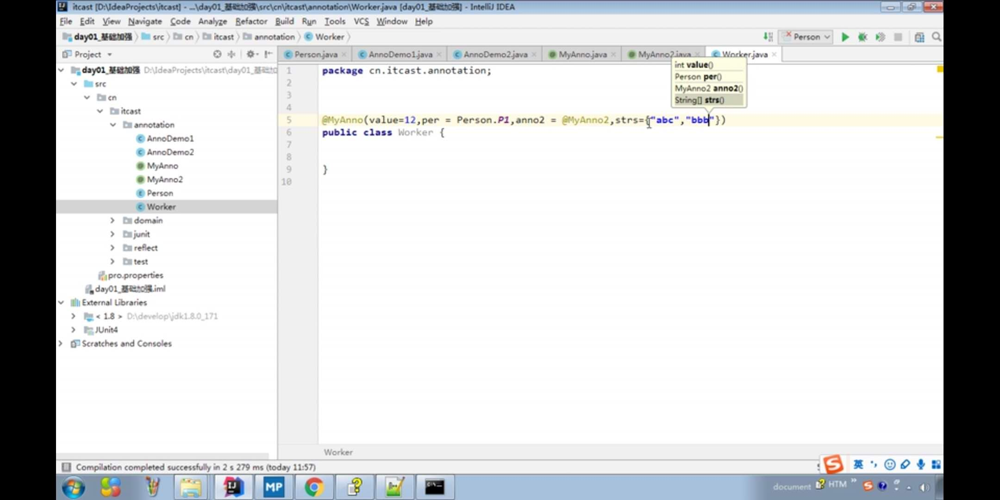 itcast [D:\IdeaProjects\itcast] - ...\day01_基础加强\src\cn\itcast\annotation\Worker.java [day01_基础加强] - IntelliJ IDEA
File Edit View Navigate Code Analyze Refactor Build Run Tools VCS Window Help
day01_基础加强 src cn itcast annotation Worker
Person
Project
Person.java AnnoDemo1.java AnnoDemo2.java MyAnno.java MyAnno2.java Worker.java
day01_基础加强 D:\IdeaProjects\itcast\day01_基础加
src
cn
itcast
annotation
AnnoDemo1
AnnoDemo2
MyAnno
MyAnno2
Person
Worker
domain
junit
reflect
test
pro.properties
day01_基础加强.iml
External Libraries
< 1.8 > D:\develop\jdk1.8.0_171
JUnit4
Scratches and Consoles
int value()
Person per()
MyAnno2 anno2()
String[] strs()
1 package cn.itcast.annotation;
2
3
4
5 @MyAnno(value=12,per = Person.P1,anno2 = @MyAnno2,strs={"abc","bbb"})
6 public class Worker {
7
8
9 }
10
Worker
Compilation completed successfully in 2 s 279 ms (today 11:57)
英
MP
document HTM